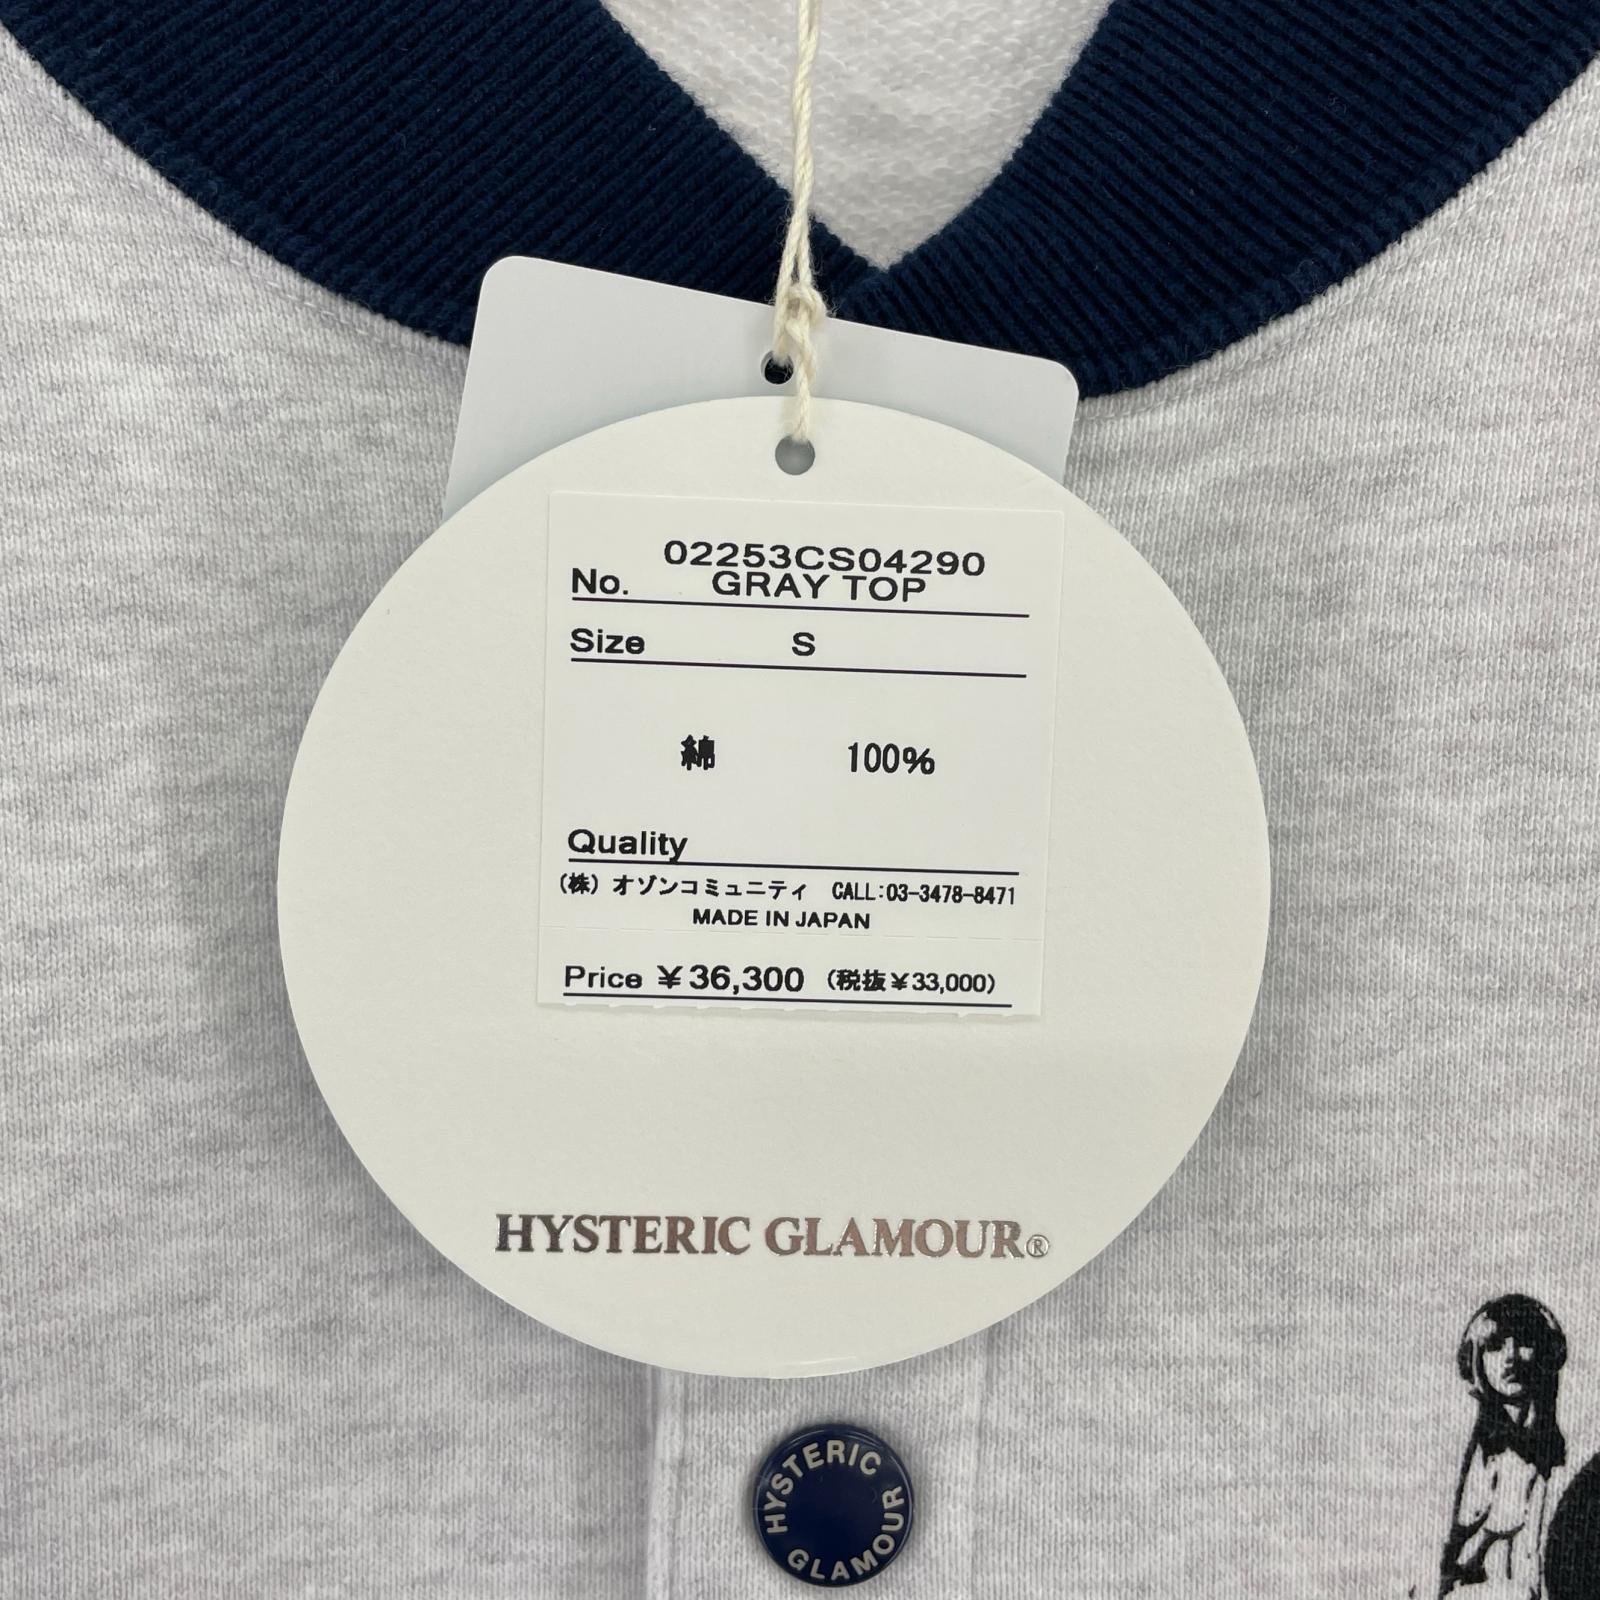 02253CS04290
No. GRAY TOP
Size S
綿 100%
Quality
(株) オゾンコミュニティ CALL:03-3478-8471
MADE IN JAPAN
Price ¥36,300 (税抜¥33,000)
HYSTERIC GLAMOUR®
HYSTERIC GLAMOUR